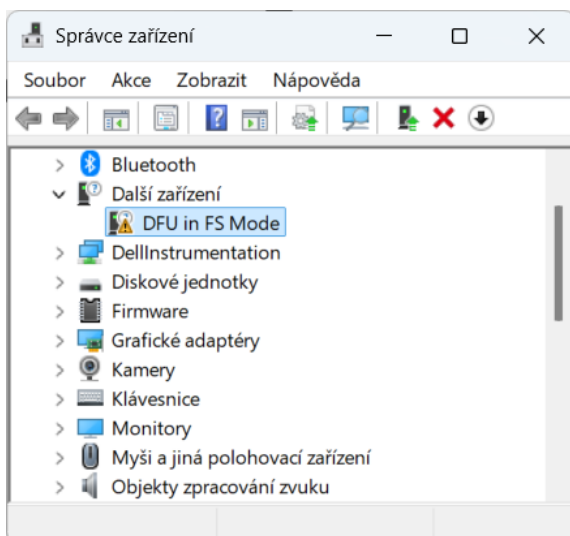 Správce zařízení
Soubor Akce Zobrazit Nápověda
Bluetooth
Další zařízení
DFU in FS Mode
DellInstrumentation
Diskové jednotky
Firmware
Grafické adaptéry
Kamery
Klávesnice
Monitory
Myši a jiná polohovací zařízení
Objekty zpracování zvuku